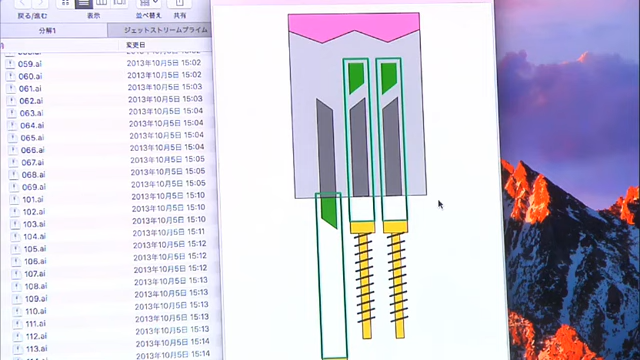 戻る/進む 表示 並べ替え 共有
分解1 ジェットストリームプライム
変更日
059.ai 2013年10月5日 15:02
060.ai 2013年10月5日 15:02
061.ai 2013年10月5日 15:03
062.ai 2013年10月5日 15:03
063.ai 2013年10月5日 15:04
064.ai 2013年10月5日 15:04
065.ai 2013年10月5日 15:04
066.ai 2013年10月5日 15:04
067.ai 2013年10月5日 15:05
068.ai 2013年10月5日 15:05
069.ai 2013年10月5日 15:05
101.ai 2013年10月5日 15:10
102.ai 2013年10月5日 15:10
103.ai 2013年10月5日 15:10
104.ai 2013年10月5日 15:11
105.ai 2013年10月5日 15:12
106.ai 2013年10月5日 15:12
107.ai 2013年10月5日 15:12
108.ai 2013年10月5日 15:13
109.ai 2013年10月5日 15:13
110.ai 2013年10月5日 15:13
111.ai 2013年10月5日 15:13
112.ai 2013年10月5日 15:14
113.ai 2013年10月5日 15:14